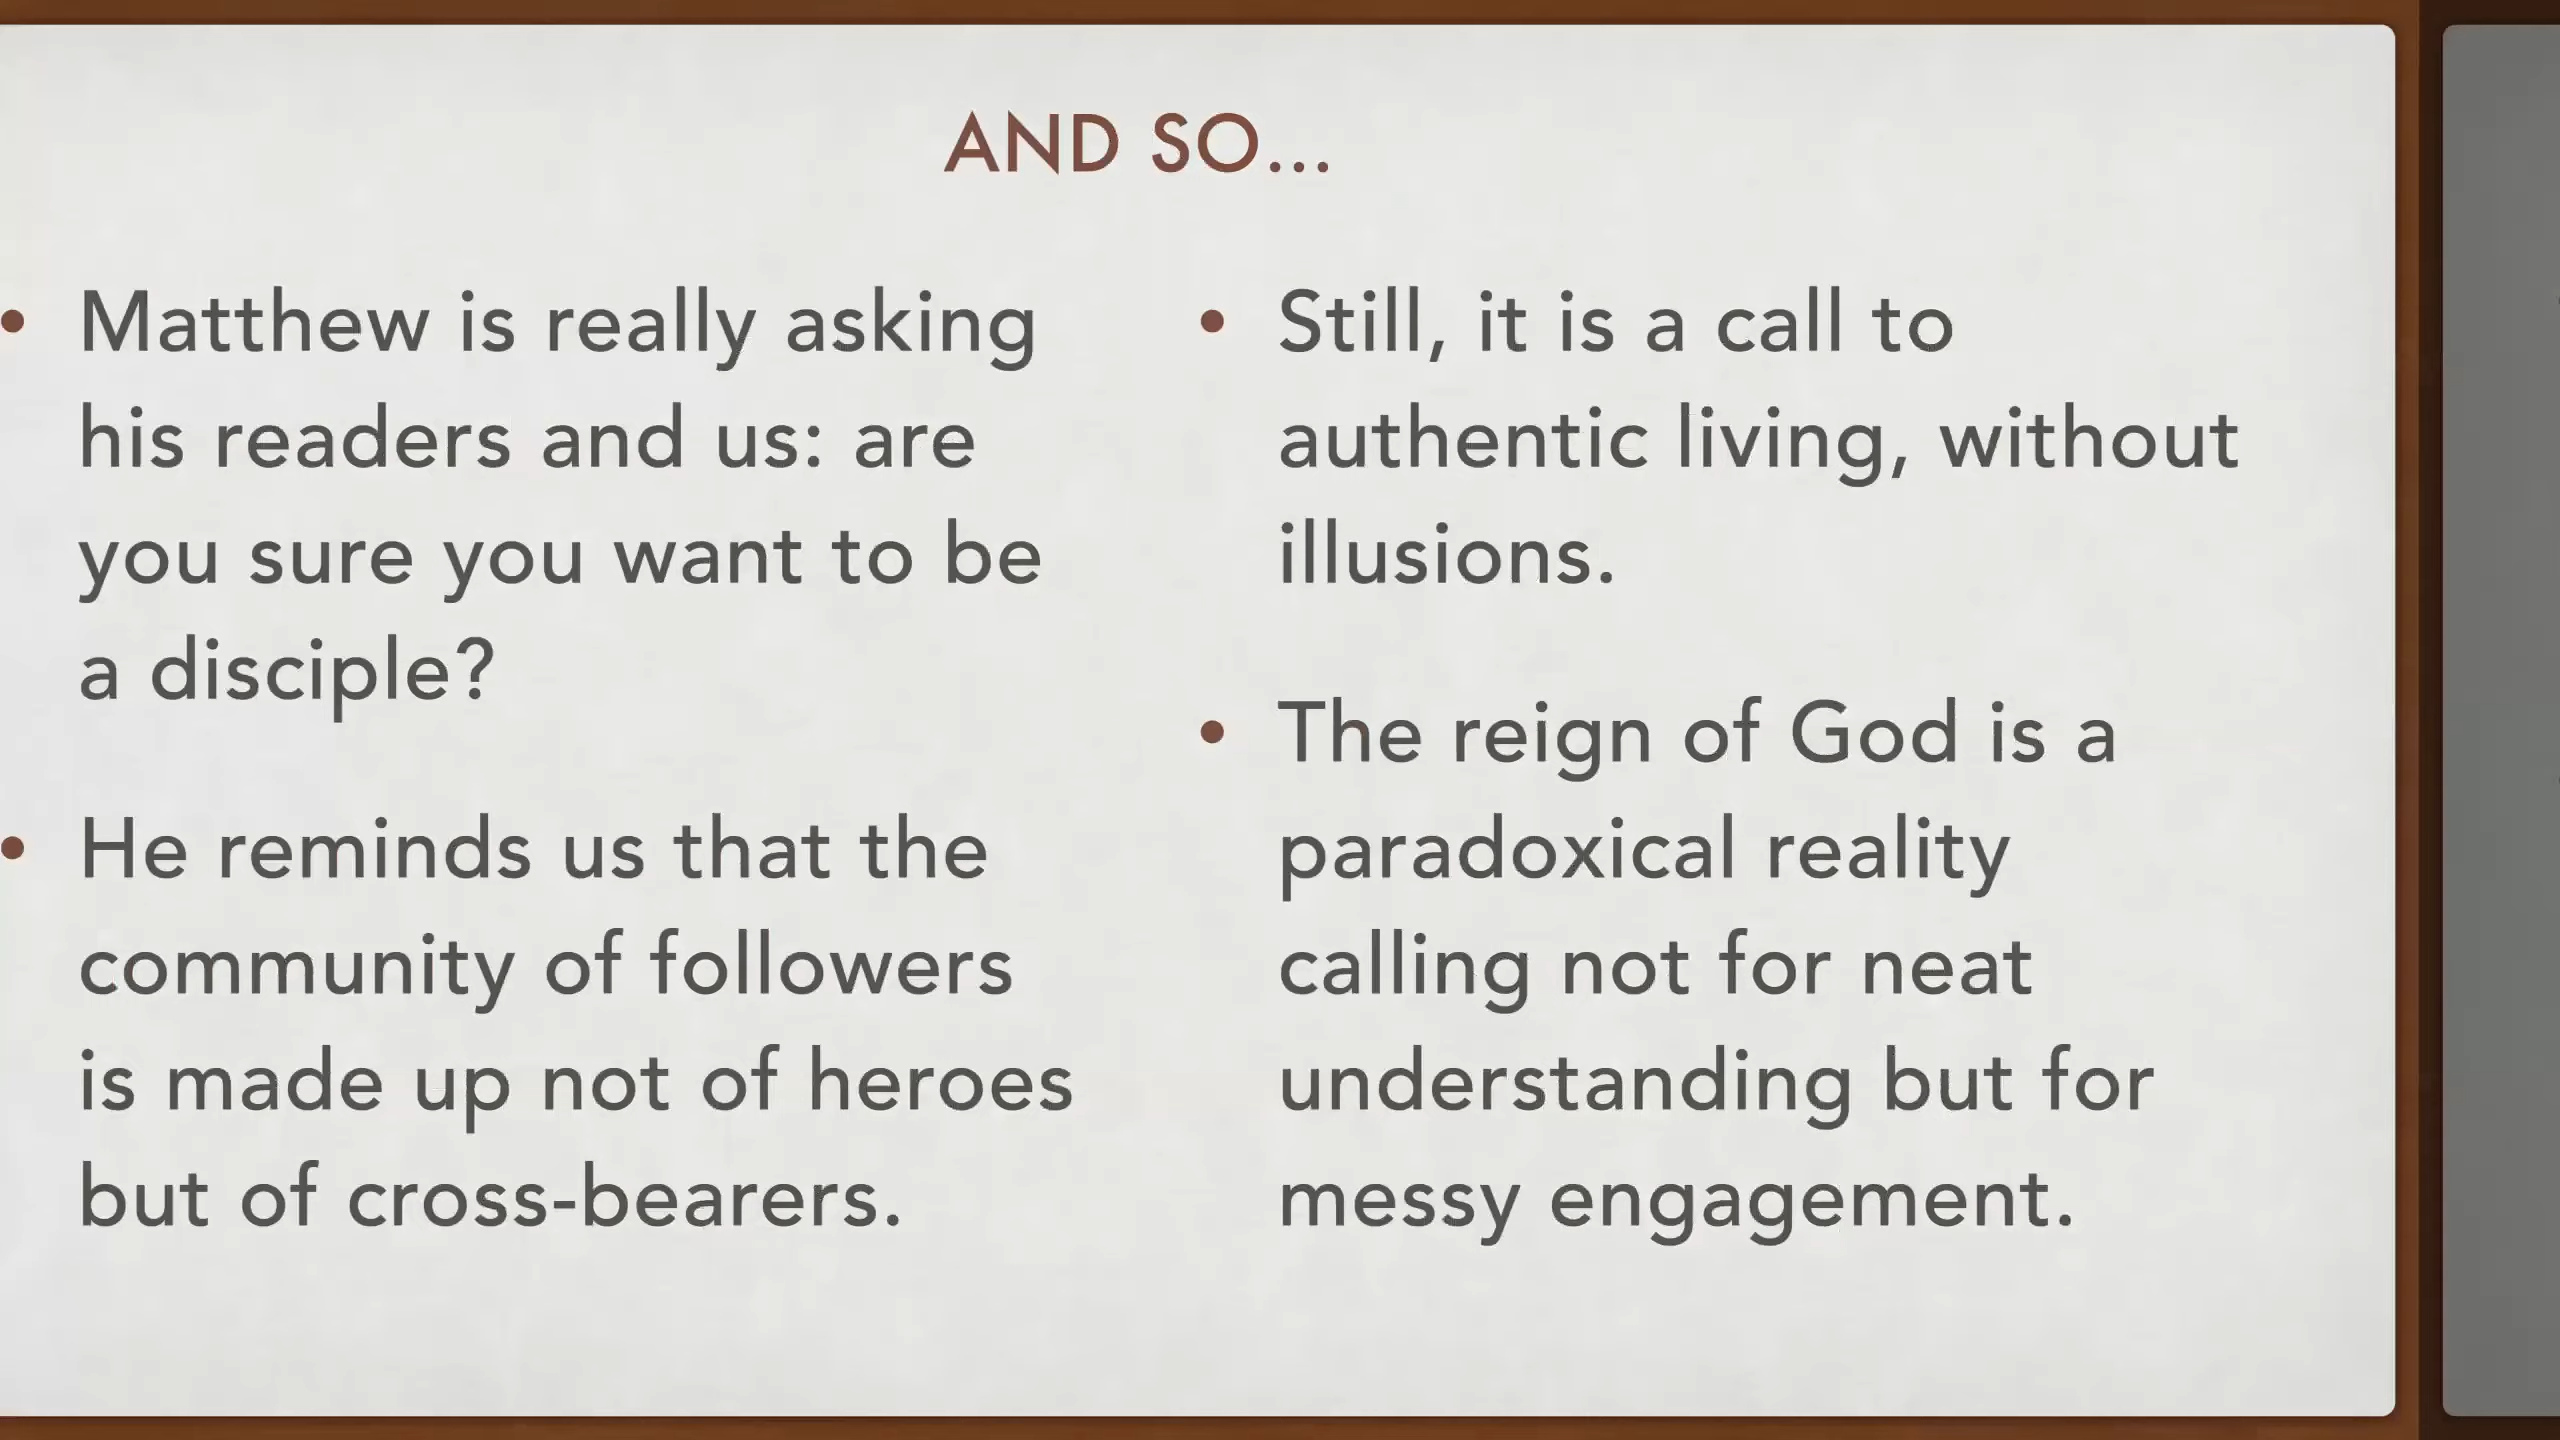 AND SO...
• Matthew is really asking
his readers and us: are
you sure you want to be
a disciple?
• He reminds us that the
community of followers
is made up not of heroes
but of cross-bearers.
• Still, it is a call to
authentic living, without
illusions.
• The reign of God is a
paradoxical reality
calling not for neat
understanding but for
messy engagement.